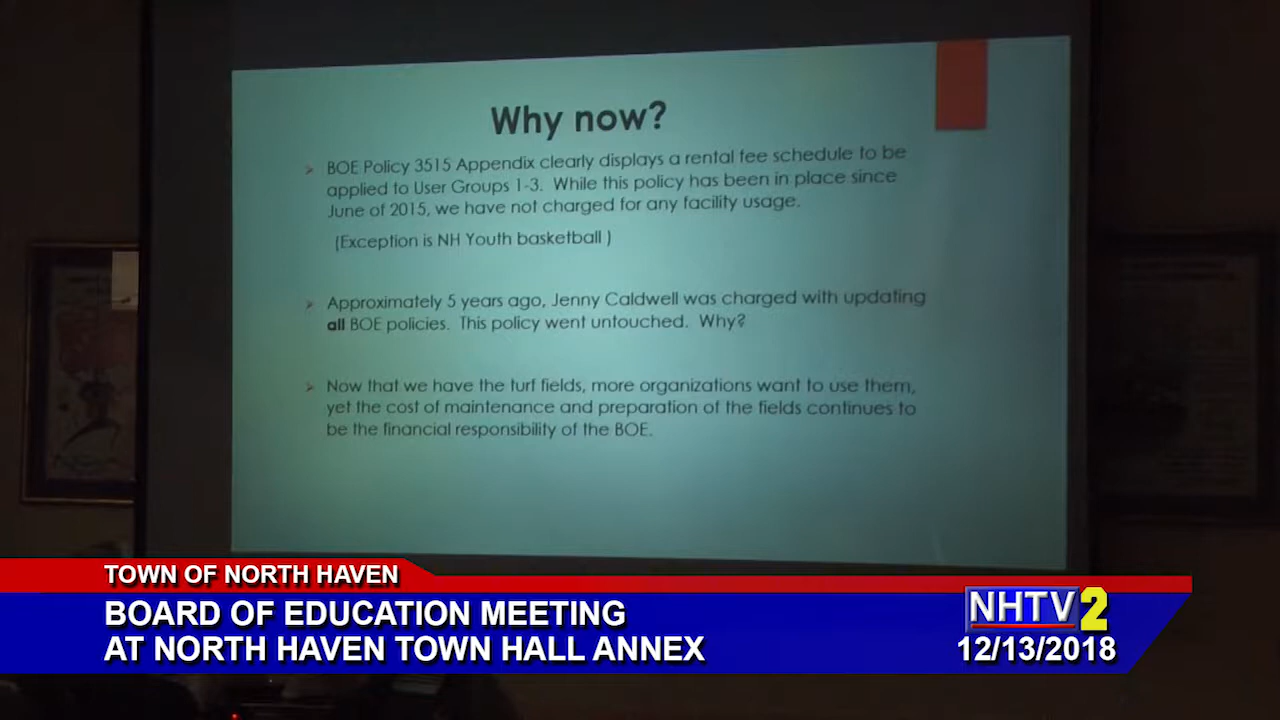 Why now?
BOE Policy 3515 Appendix clearly displays a rental fee schedule to be
applied to User Groups 1-3. While this policy has been in place since
June of 2015, we have not charged for any facility usage.
(Exception is NH Youth basketball )
Approximately 5 years ago, Jenny Caldwell was charged with updating
all BOE policies. This policy went untouched. Why?
Now that we have the turf fields, more organizations want to use them,
yet the cost of maintenance and preparation of the fields continues to
be the financial responsibility of the BOE.
TOWN OF NORTH HAVEN
BOARD OF EDUCATION MEETING
AT NORTH HAVEN TOWN HALL ANNEX
NHTV2
12/13/2018